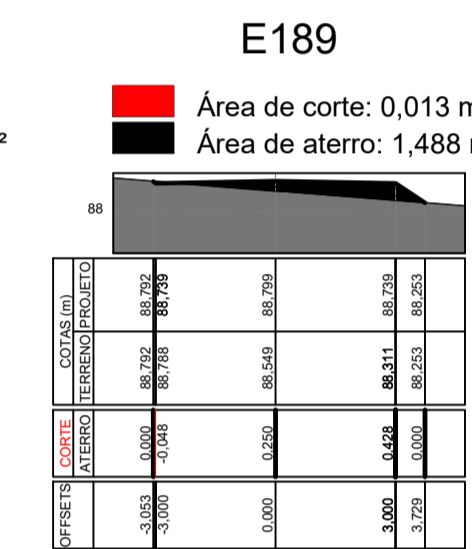 E189
²
Área de corte: 0,013 m
Área de aterro: 1,488
88
COTAS (m)
PROJETO
88,792
88,739
88,799
88,739
88,253
TERRENO
88,792
88,788
88,549
88,311
88,253
CORTE
ATERRO
0,000
-0,048
0,250
0,428
0,000
OFFSETS
-3,053
-3,000
0,000
3,000
3,729